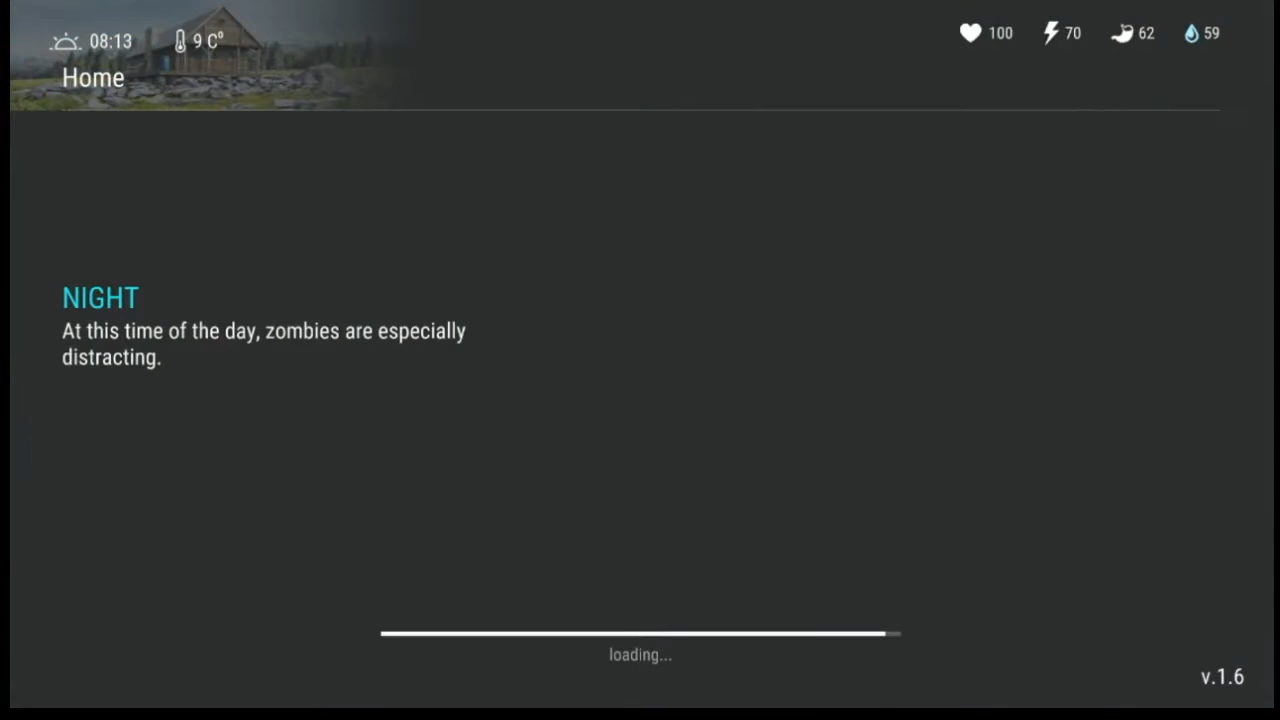 08:13 9 C° 100 70 62 59
Home
NIGHT
At this time of the day, zombies are especially
distracting.
loading...
v.1.6